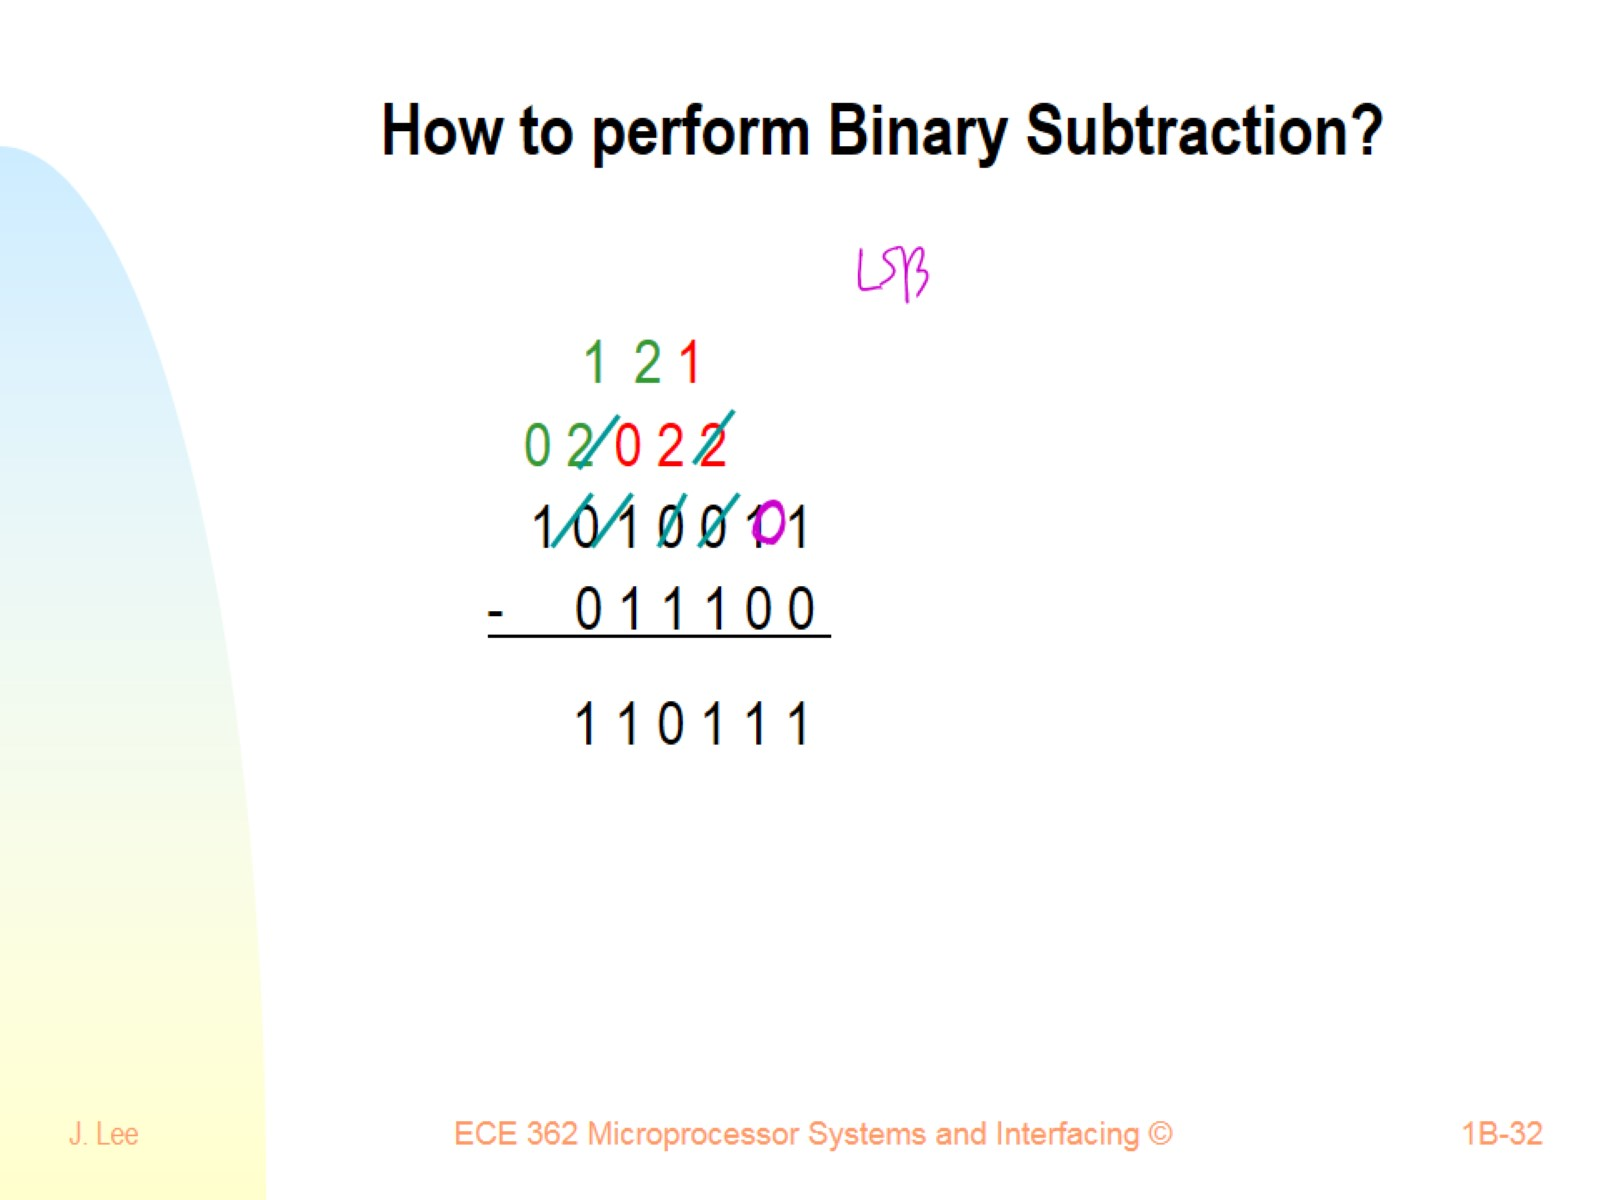 How to perform Binary Subtraction?
LSB
1 2 1
0 2 0 2 2
1 0 1 0 0 1 0 1
- 0 1 1 1 0 0
1 1 0 1 1 1
J. Lee
ECE 362 Microprocessor Systems and Interfacing ©
1B-32